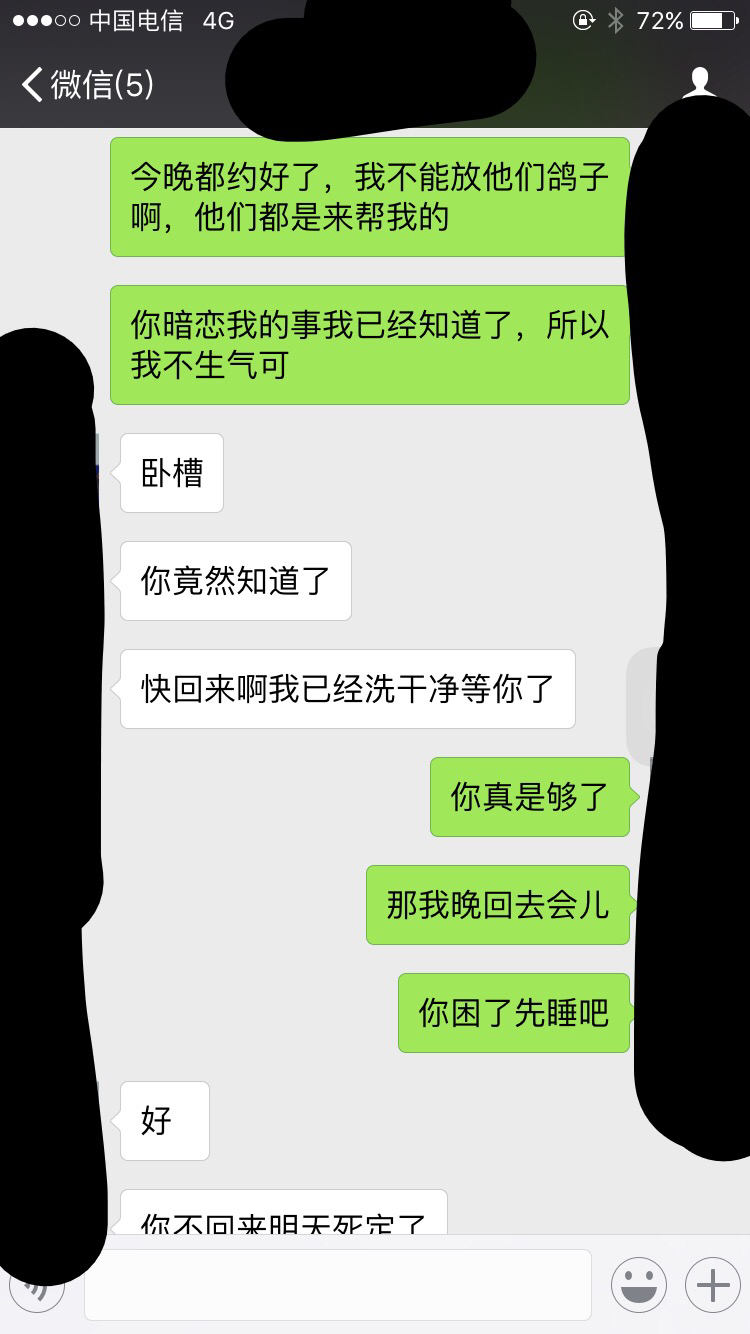 中国电信 4G 72%
微信(5)
今晚都约好了，我不能放他们鸽子
啊，他们都是来帮我的
你暗恋我的事我已经知道了，所以
我不生气可
卧槽
你竟然知道了
快回来啊我已经洗干净等你了
你真是够了
那我晚回去会儿
你困了先睡吧
好
你不回来明天死定了